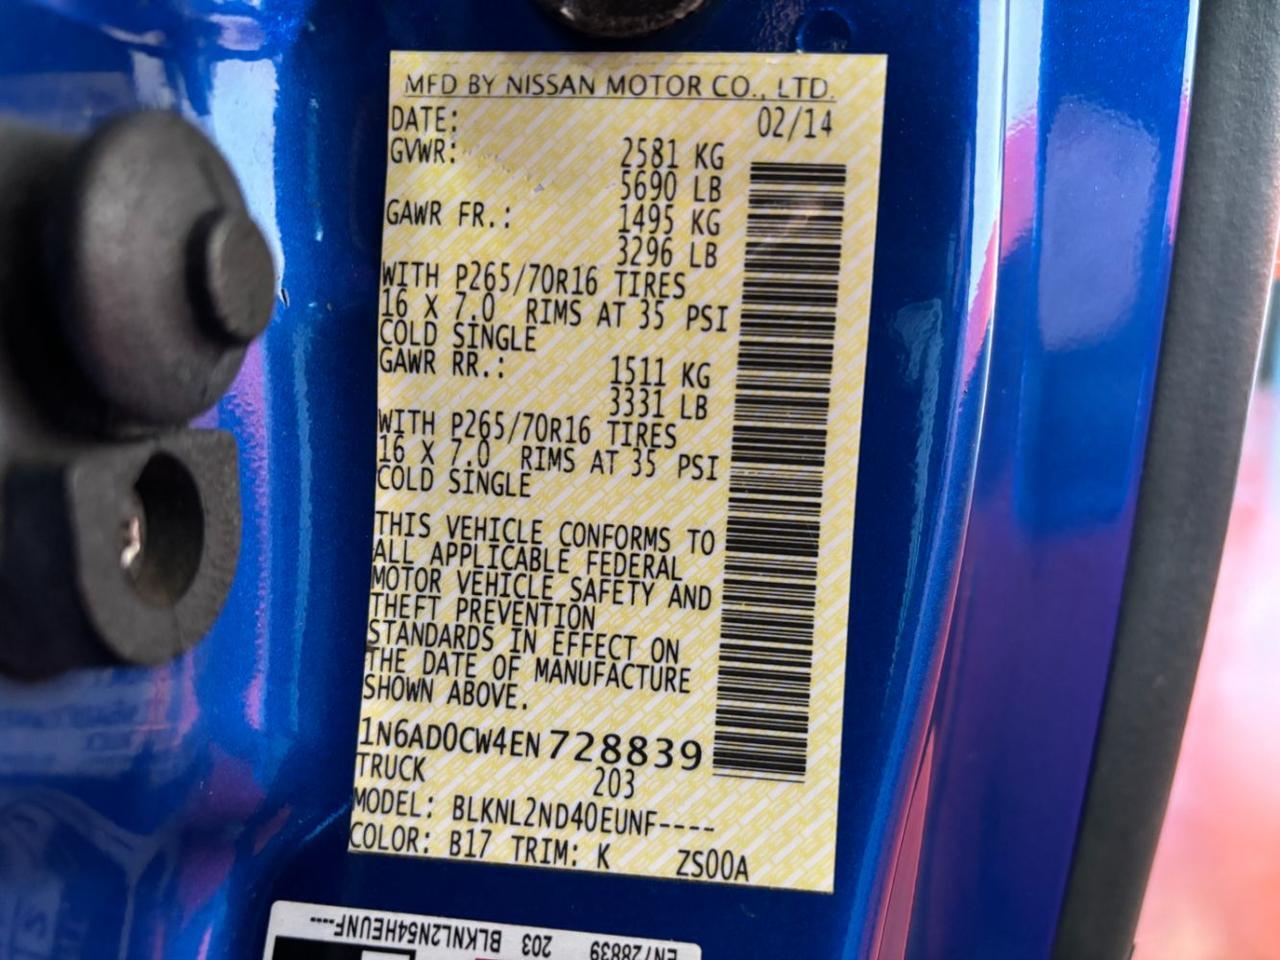 MFD BY NISSAN MOTOR CO., LTD.
DATE: 02/14
GVWR: 2581 KG
5690 LB
GAWR FR.: 1495 KG
3296 LB
WITH P265/70R16 TIRES
16 X 7.0 RIMS AT 35 PSI
COLD SINGLE
GAWR RR.: 1511 KG
3331 LB
WITH P265/70R16 TIRES
16 X 7.0 RIMS AT 35 PSI
COLD SINGLE
THIS VEHICLE CONFORMS TO
ALL APPLICABLE FEDERAL
MOTOR VEHICLE SAFETY AND
THEFT PREVENTION
STANDARDS IN EFFECT ON
THE DATE OF MANUFACTURE
SHOWN ABOVE.
1N6AD0CW4EN728839
TRUCK 203
MODEL: BLKNL2ND40EUNF----
COLOR: B17 TRIM: K ZS00A
EN728839 203 BLKNL2N54HEUNF----